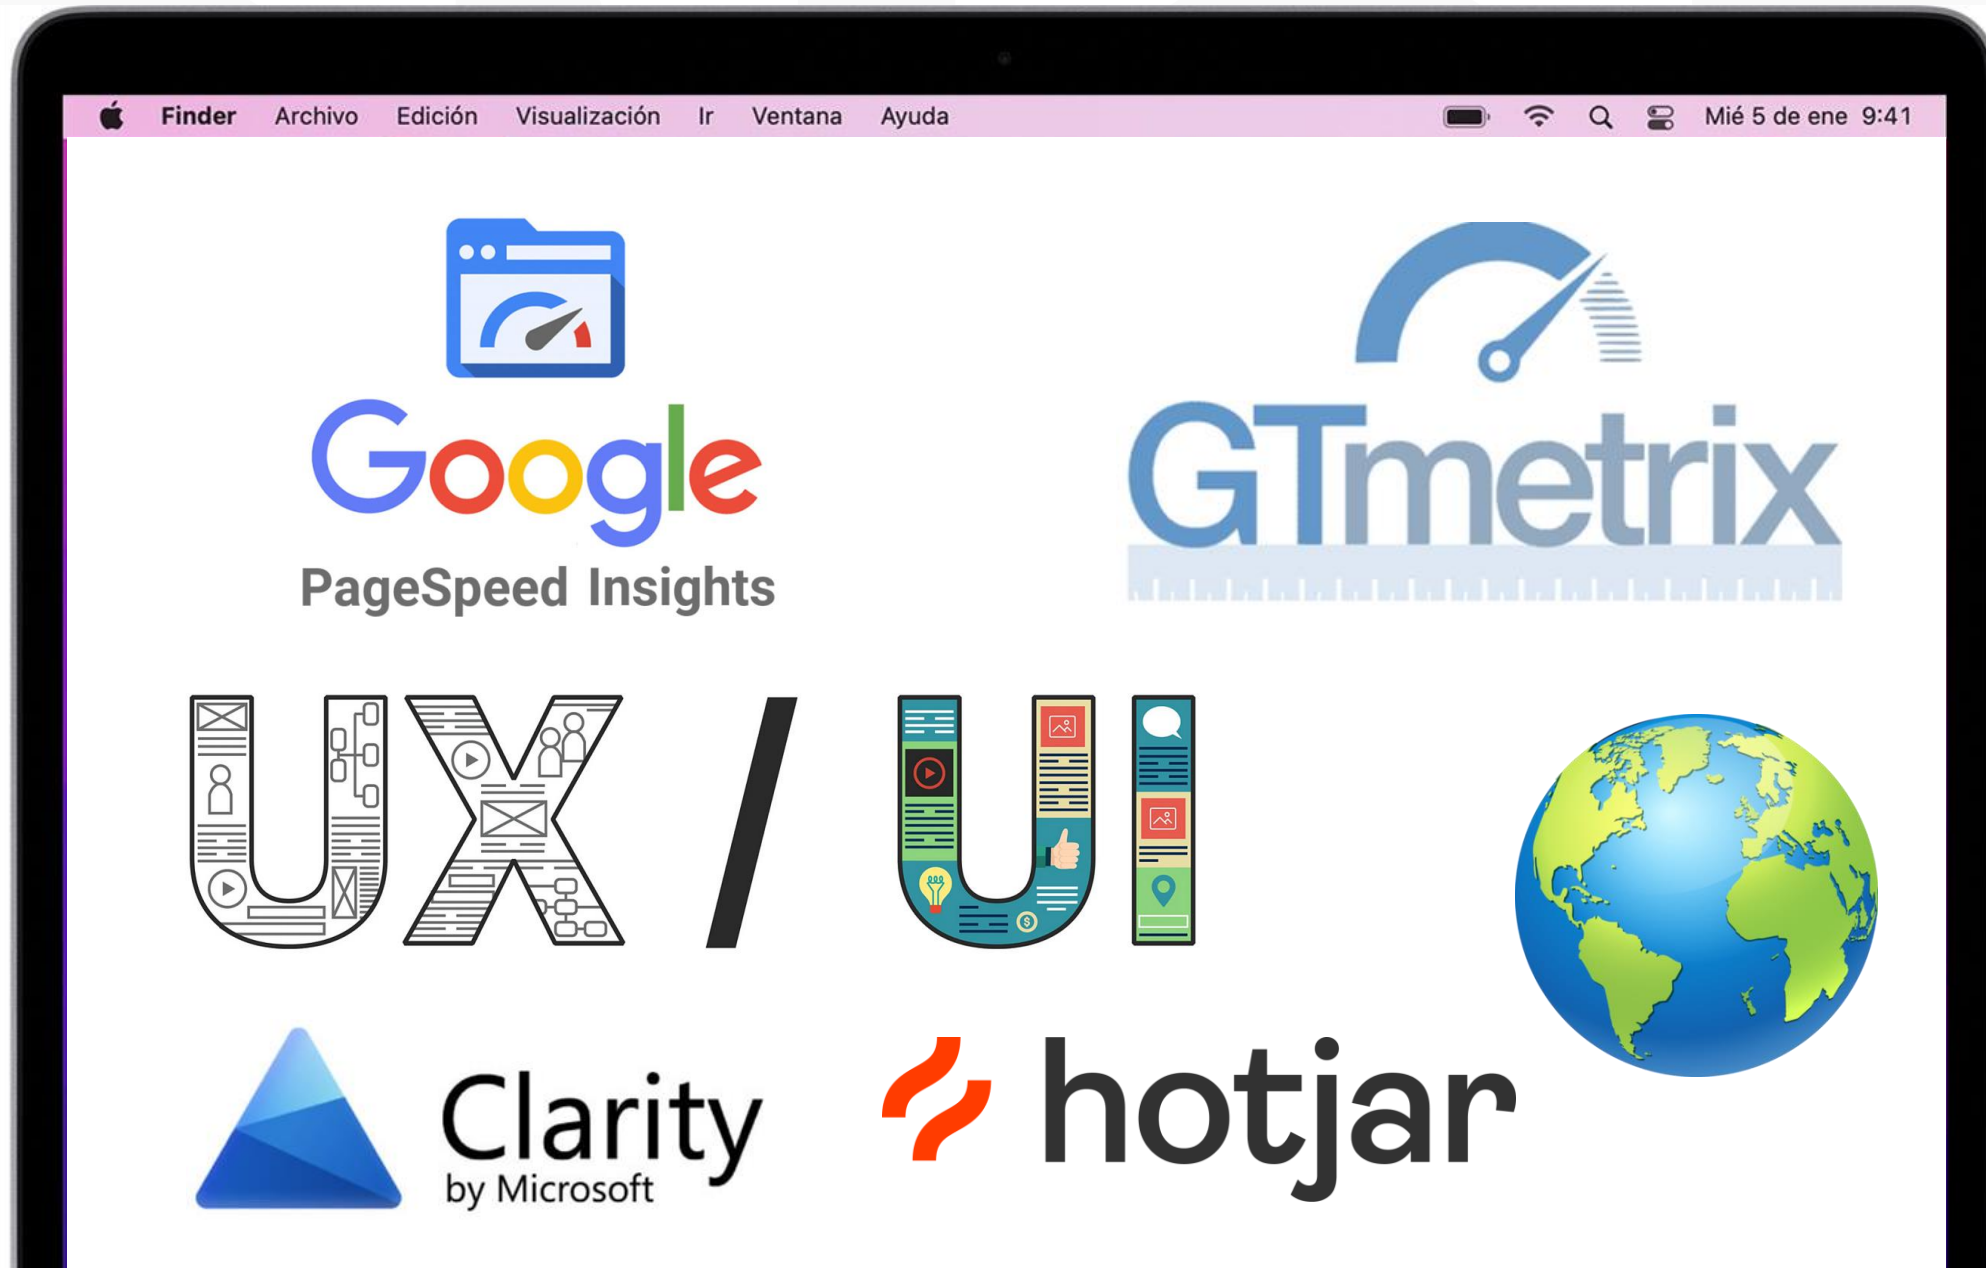 Finder Archivo Edición Visualización Ir Ventana Ayuda Mié 5 de ene 9:41
Google
PageSpeed Insights
GTmetrix
UX / UI
Clarity
by Microsoft
hotjar